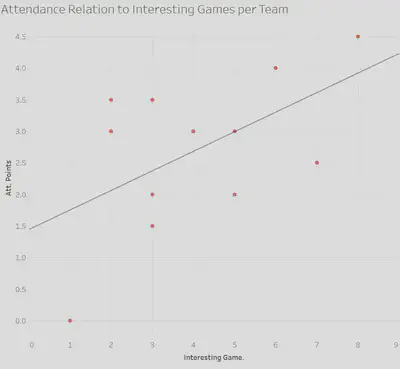 Attendance Relation to Interesting Games per Team
4.5
4.0
3.5
3.0
2.5
2.0
1.5
1.0
0.5
0.0
Att. Points
0 1 2 3 4 5 6 7 8 9
Interesting Game.